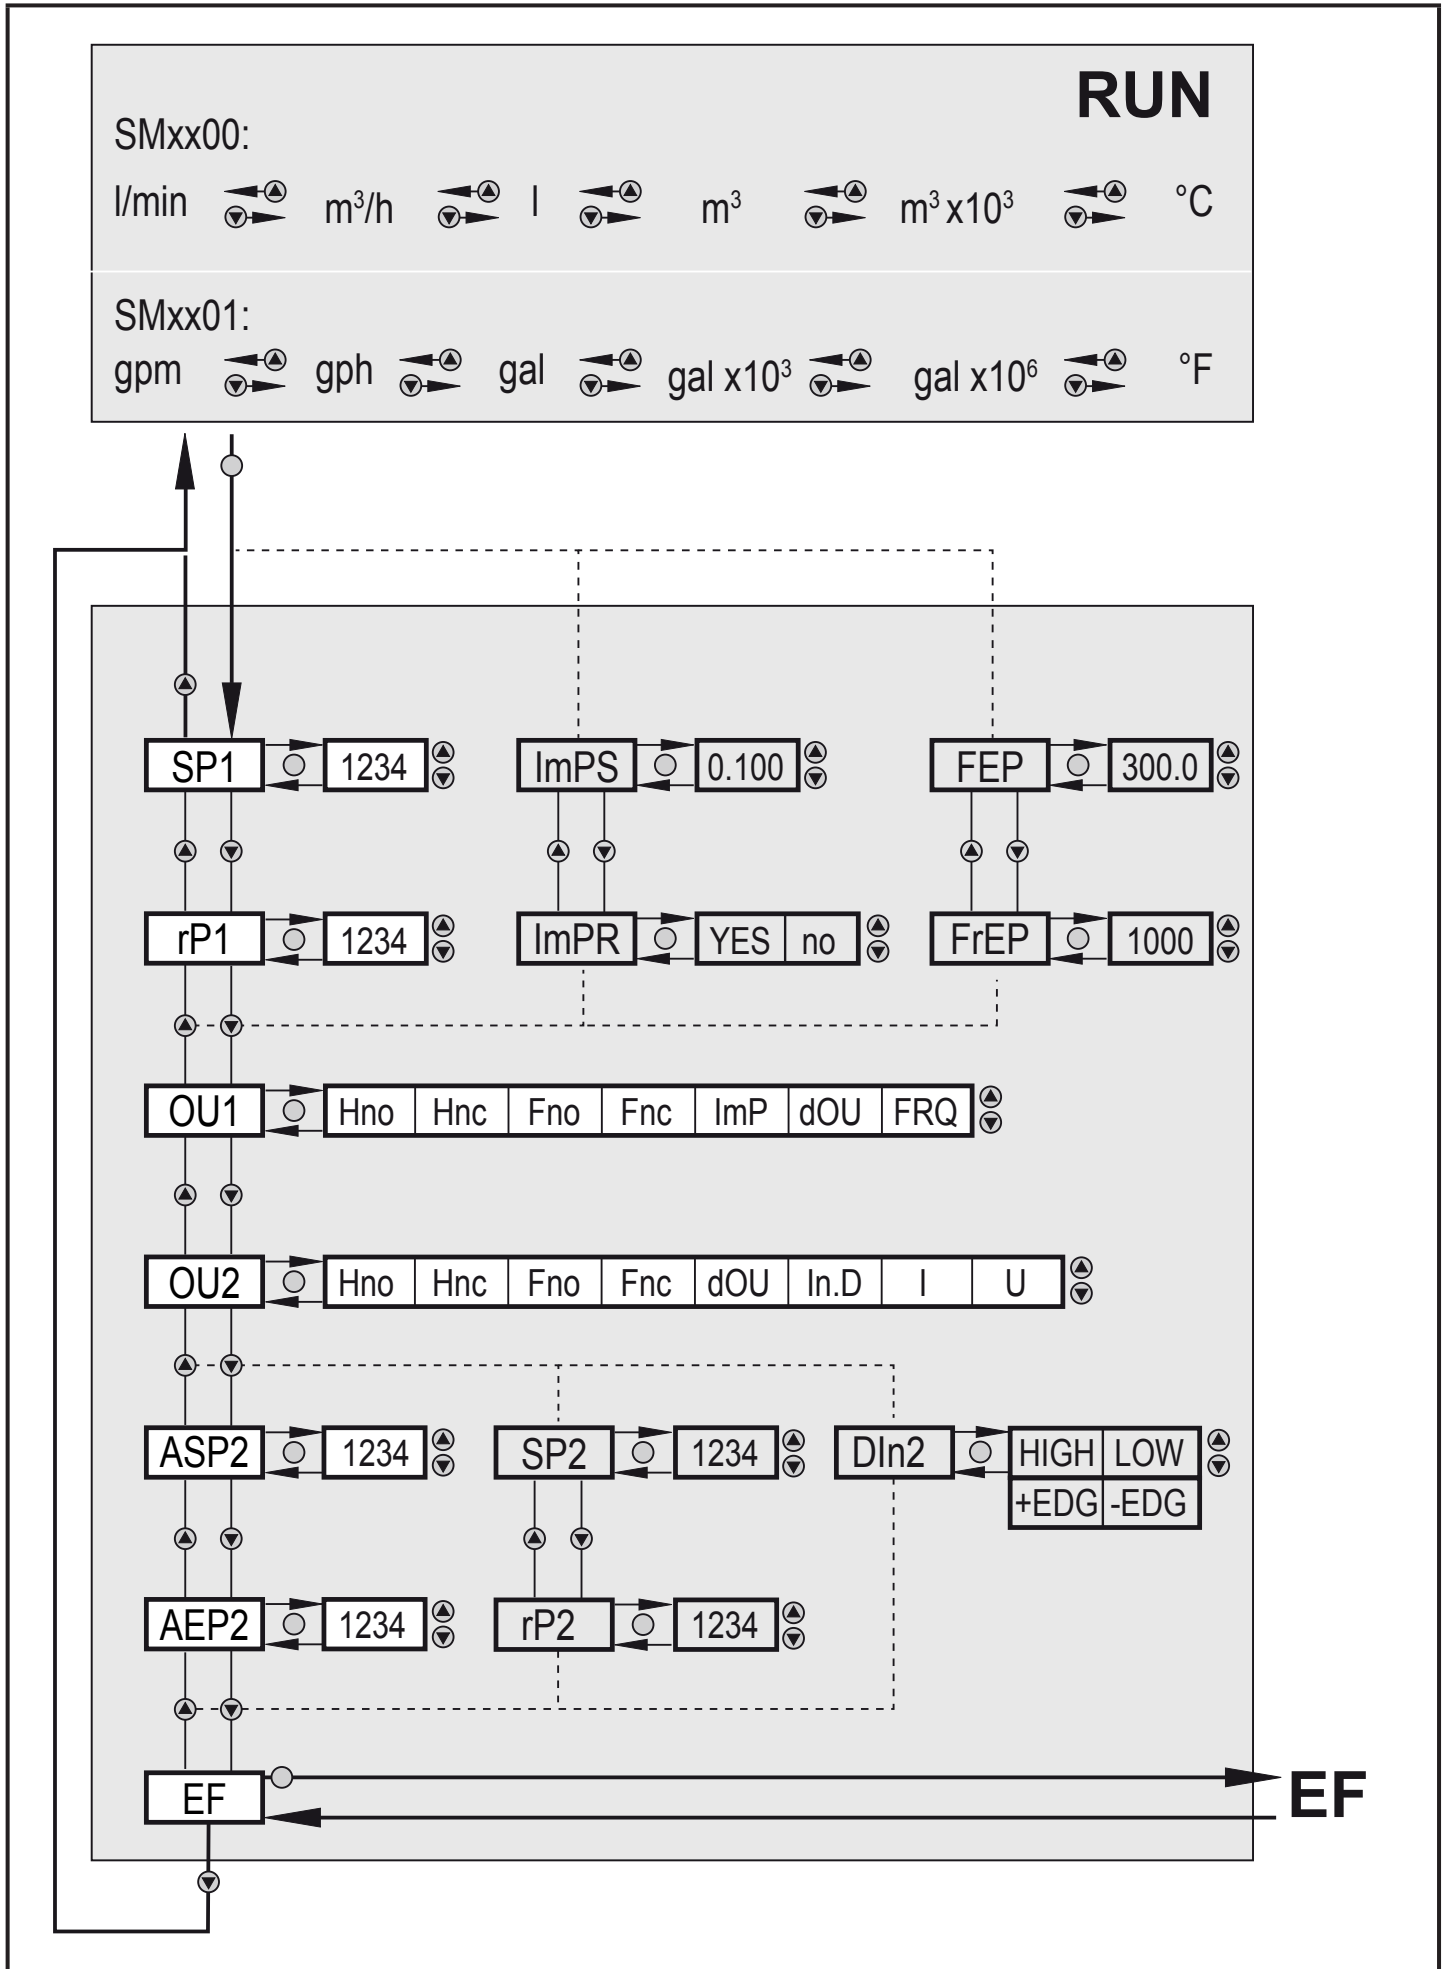 RUN
SMxx00:
l/min m³/h l m³ m³ x10³ °C
SMxx01:
gpm gph gal gal x10³ gal x10⁶ °F
SP1 1234 ImPS 0.100 FEP 300.0
rP1 1234 ImPR YES no FrEP 1000
OU1 Hno Hnc Fno Fnc ImP dOU FRQ
OU2 Hno Hnc Fno Fnc dOU In.D I U
ASP2 1234 SP2 1234 DIn2 HIGH LOW
+EDG -EDG
AEP2 1234 rP2 1234
EF EF